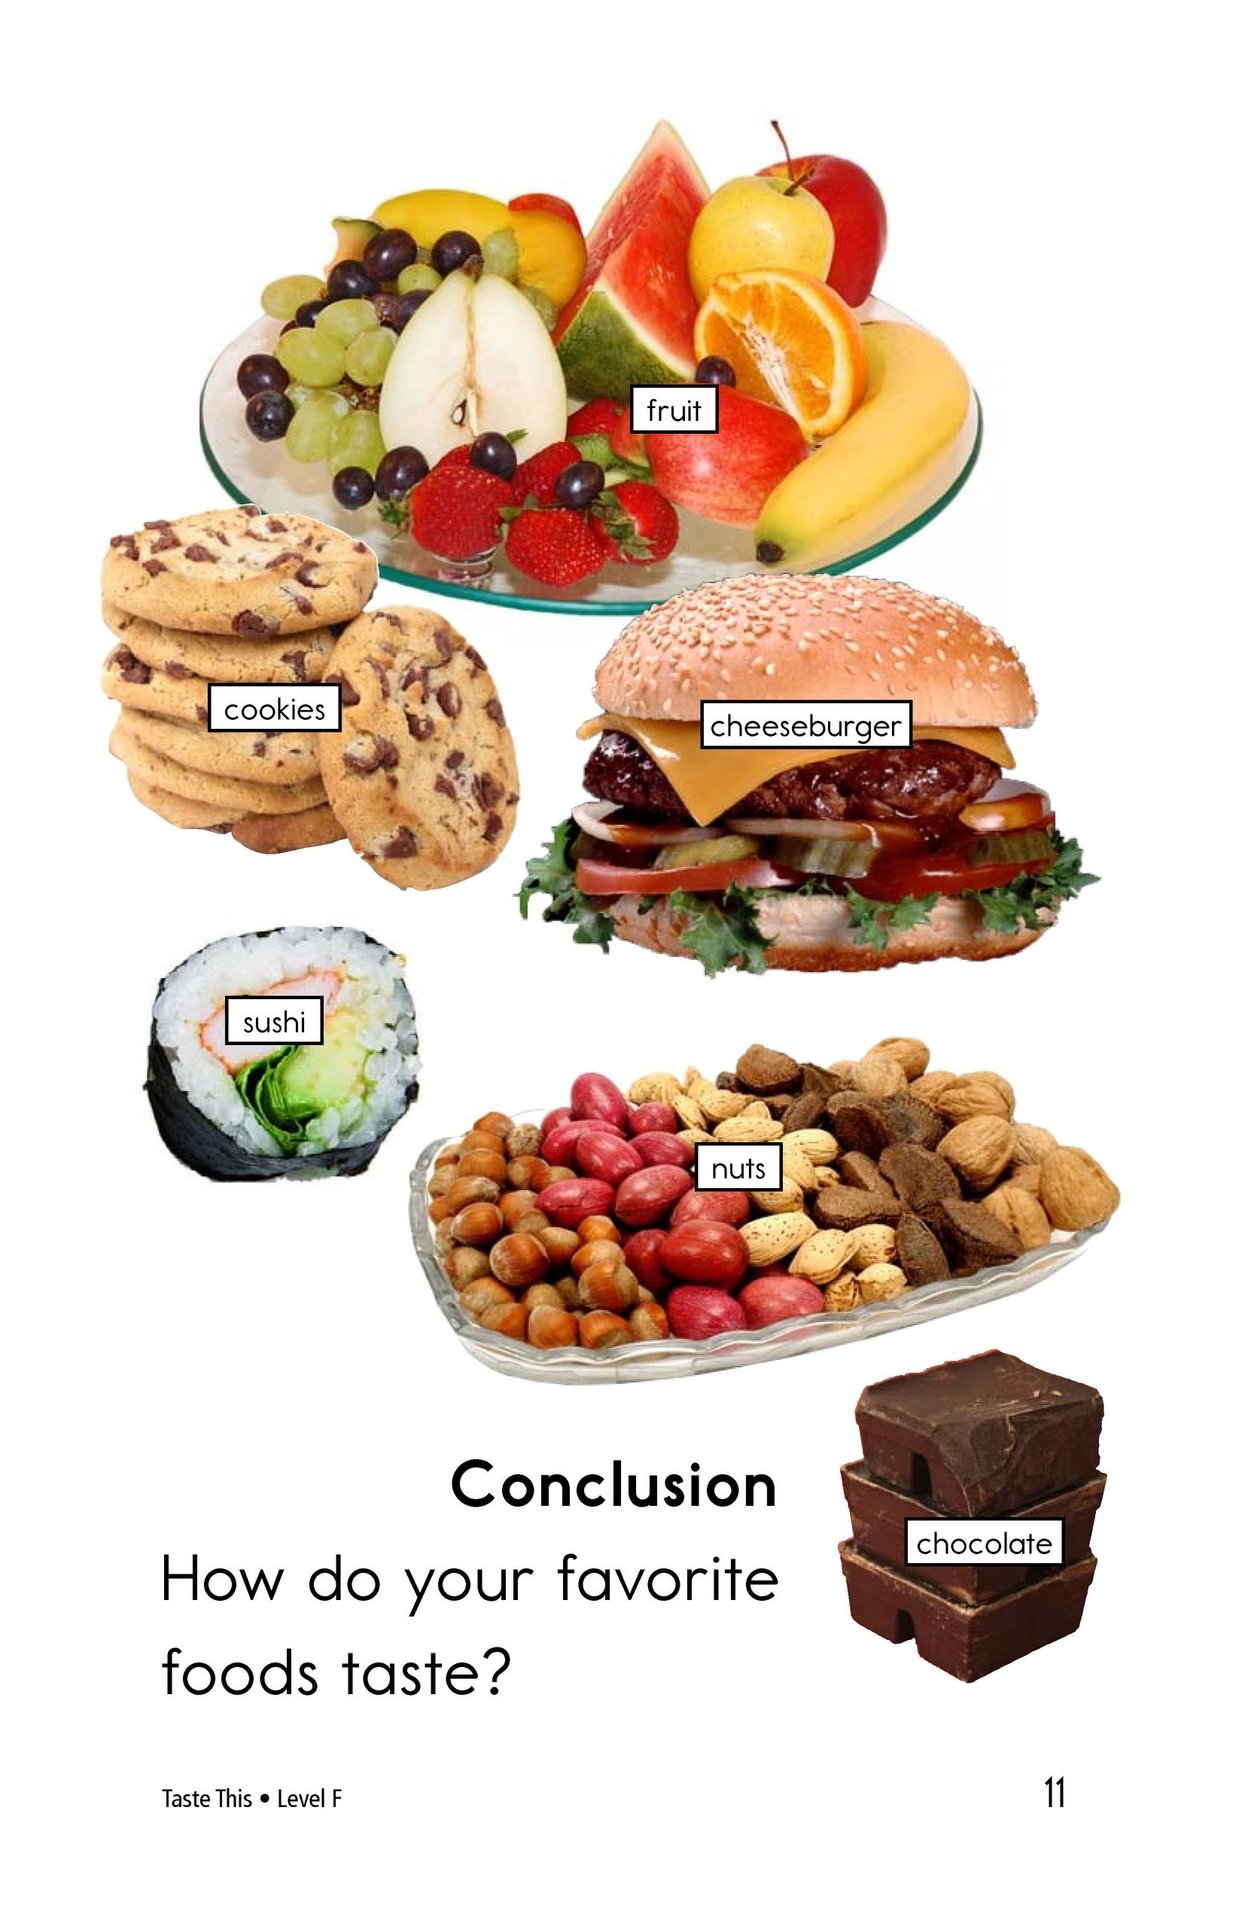 fruit
cookies
cheeseburger
sushi
nuts
chocolate
Conclusion
How do your favorite
foods taste?
Taste This • Level F
11